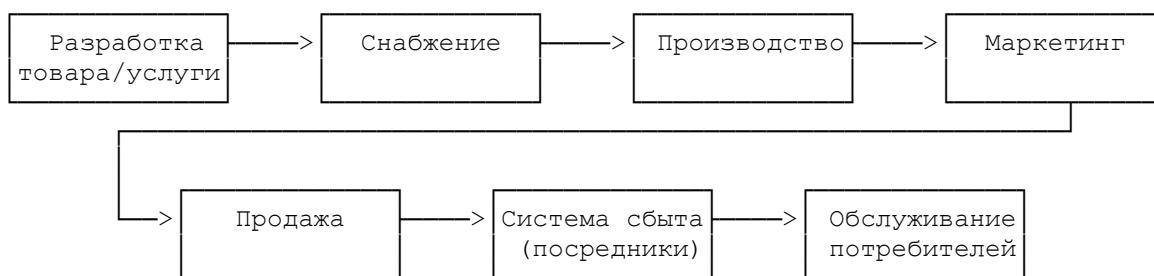 Разработка
товара/услуги
Снабжение
Производство
Маркетинг
Продажа
Система сбыта
(посредники)
Обслуживание
потребителей